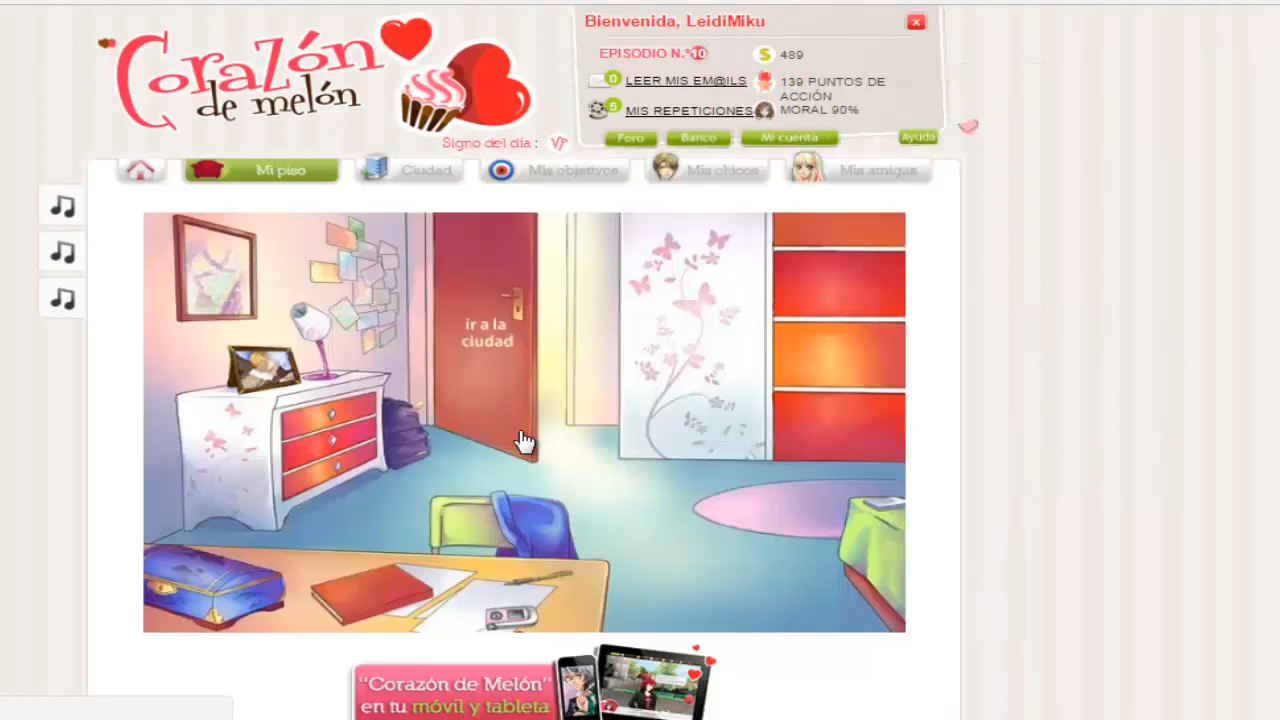 Corazón
de melón
Bienvenida, LeidiMiku
x
EPISODIO N.º10
489
0 LEER MIS EM@ILS
139 PUNTOS DE
ACCIÓN
5 MIS REPETICIONES
MORAL 90%
Foro
Banco
Mi cuenta
Ayuda
Signo del día :
Mi piso
Ciudad
Mis objetivos
Mis chicos
Mis amigas
ir a la
ciudad
"Corazón de Melón"
en tu móvil y tableta